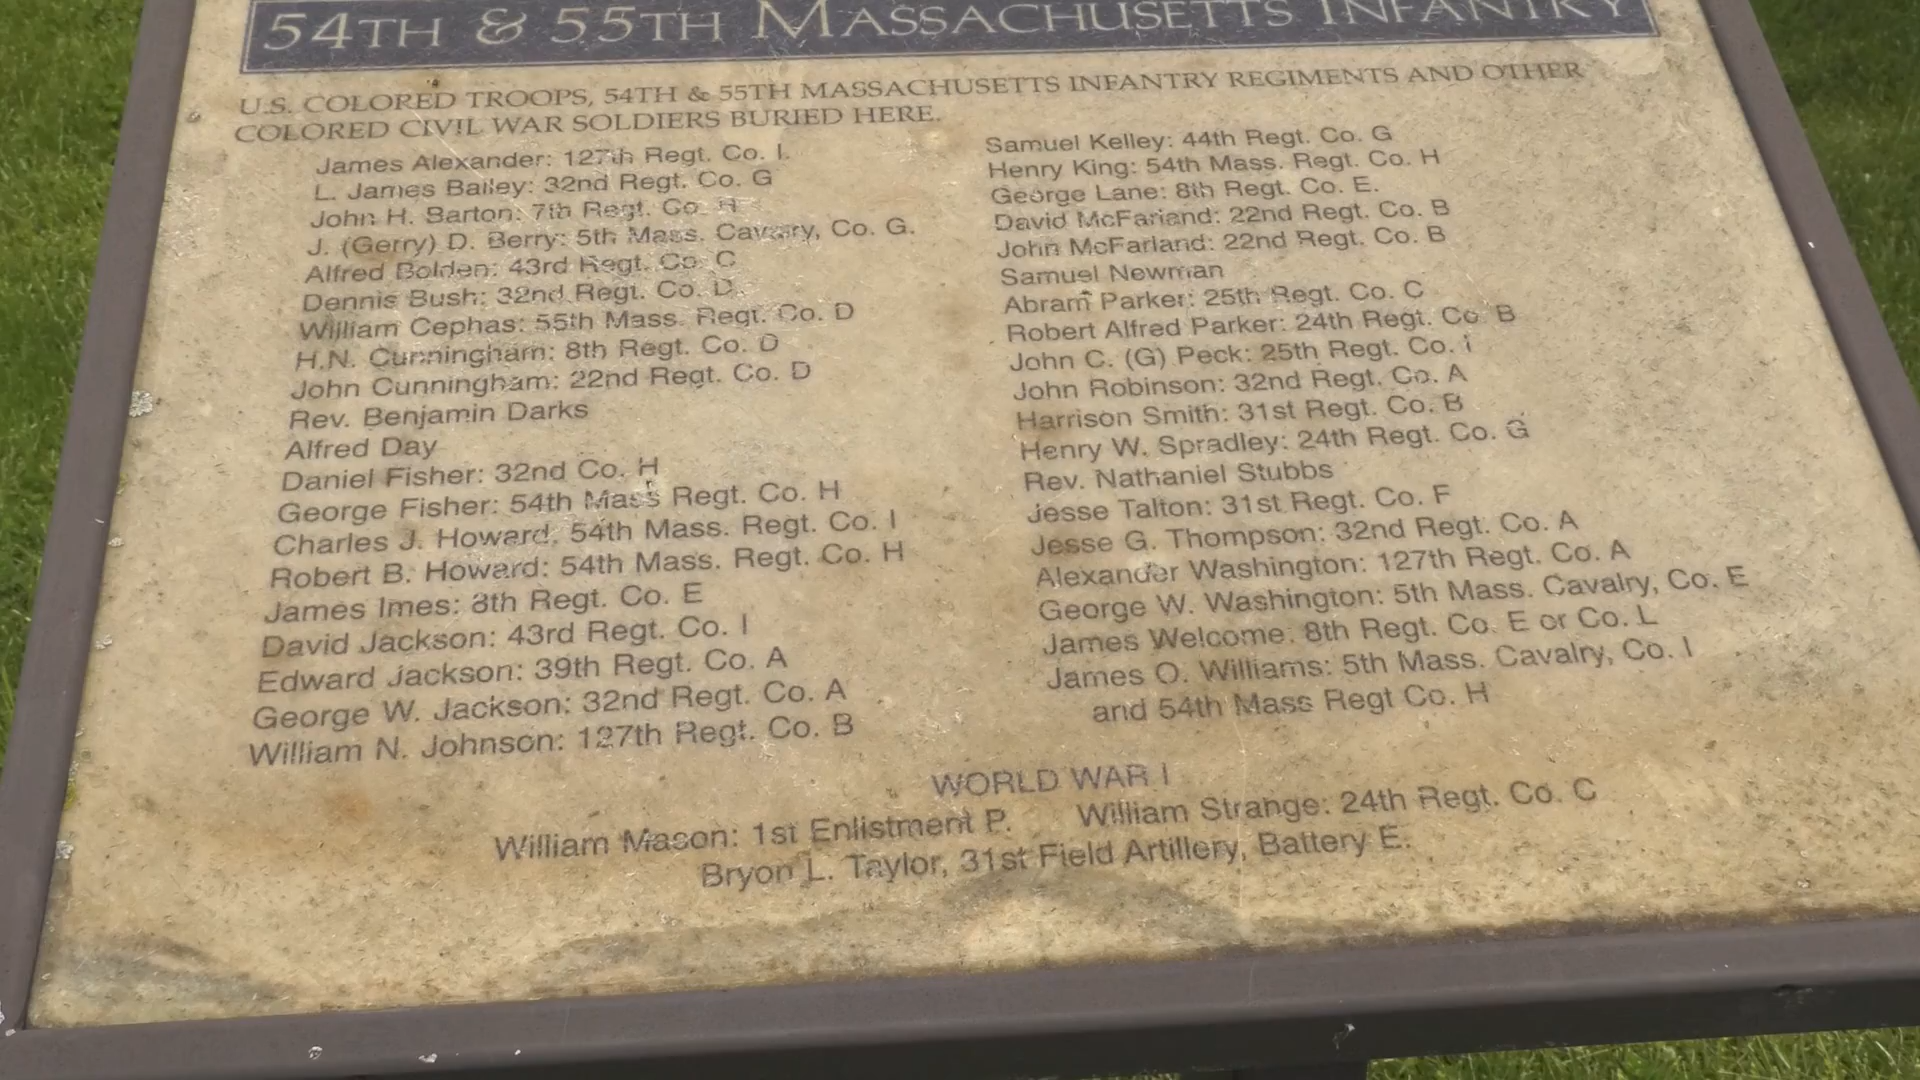 54TH & 55TH MASSACHUSETTS INFANTRY
U.S. COLORED TROOPS, 54TH & 55TH MASSACHUSETTS INFANTRY REGIMENTS AND OTHER
COLORED CIVIL WAR SOLDIERS BURIED HERE.
James Alexander: 127th Regt. Co. I.
L. James Bailey: 32nd Regt. Co. G
John H. Barton: 7th Regt. Co. H
J. (Gerry) D. Berry: 5th Mass. Cavalry, Co. G.
Alfred Bolden: 43rd Regt. Co. C
Dennis Bush: 32nd Regt. Co. D.
William Cephas: 55th Mass. Regt. Co. D
H.N. Cunningham: 8th Regt. Co. D
John Cunningham: 22nd Regt. Co. D
Rev. Benjamin Darks
Alfred Day
Daniel Fisher: 32nd Co. H
George Fisher: 54th Mass Regt. Co. H
Charles J. Howard: 54th Mass. Regt. Co. I
Robert B. Howard: 54th Mass. Regt. Co. H
James Imes: 8th Regt. Co. E
David Jackson: 43rd Regt. Co. I
Edward Jackson: 39th Regt. Co. A
George W. Jackson: 32nd Regt. Co. A
William N. Johnson: 127th Regt. Co. B
Samuel Kelley: 44th Regt. Co. G
Henry King: 54th Mass. Regt. Co. H
George Lane: 8th Regt. Co. E.
David McFarland: 22nd Regt. Co. B
John McFarland: 22nd Regt. Co. B
Samuel Newman
Abram Parker: 25th Regt. Co. C
Robert Alfred Parker: 24th Regt. Co. B
John C. (G) Peck: 25th Regt. Co. I
John Robinson: 32nd Regt. Co. A
Harrison Smith: 31st Regt. Co. B
Henry W. Spradley: 24th Regt. Co. G
Rev. Nathaniel Stubbs
Jesse Talton: 31st Regt. Co. F
Jesse G. Thompson: 32nd Regt. Co. A
Alexander Washington: 127th Regt. Co. A
George W. Washington: 5th Mass. Cavalry, Co. E
James Welcome: 8th Regt. Co. E or Co. L
James O. Williams: 5th Mass. Cavalry, Co. I
and 54th Mass Regt Co. H
WORLD WAR I
William Mason: 1st Enlistment P. William Strange: 24th Regt. Co. C
Bryon L. Taylor, 31st Field Artillery, Battery E.